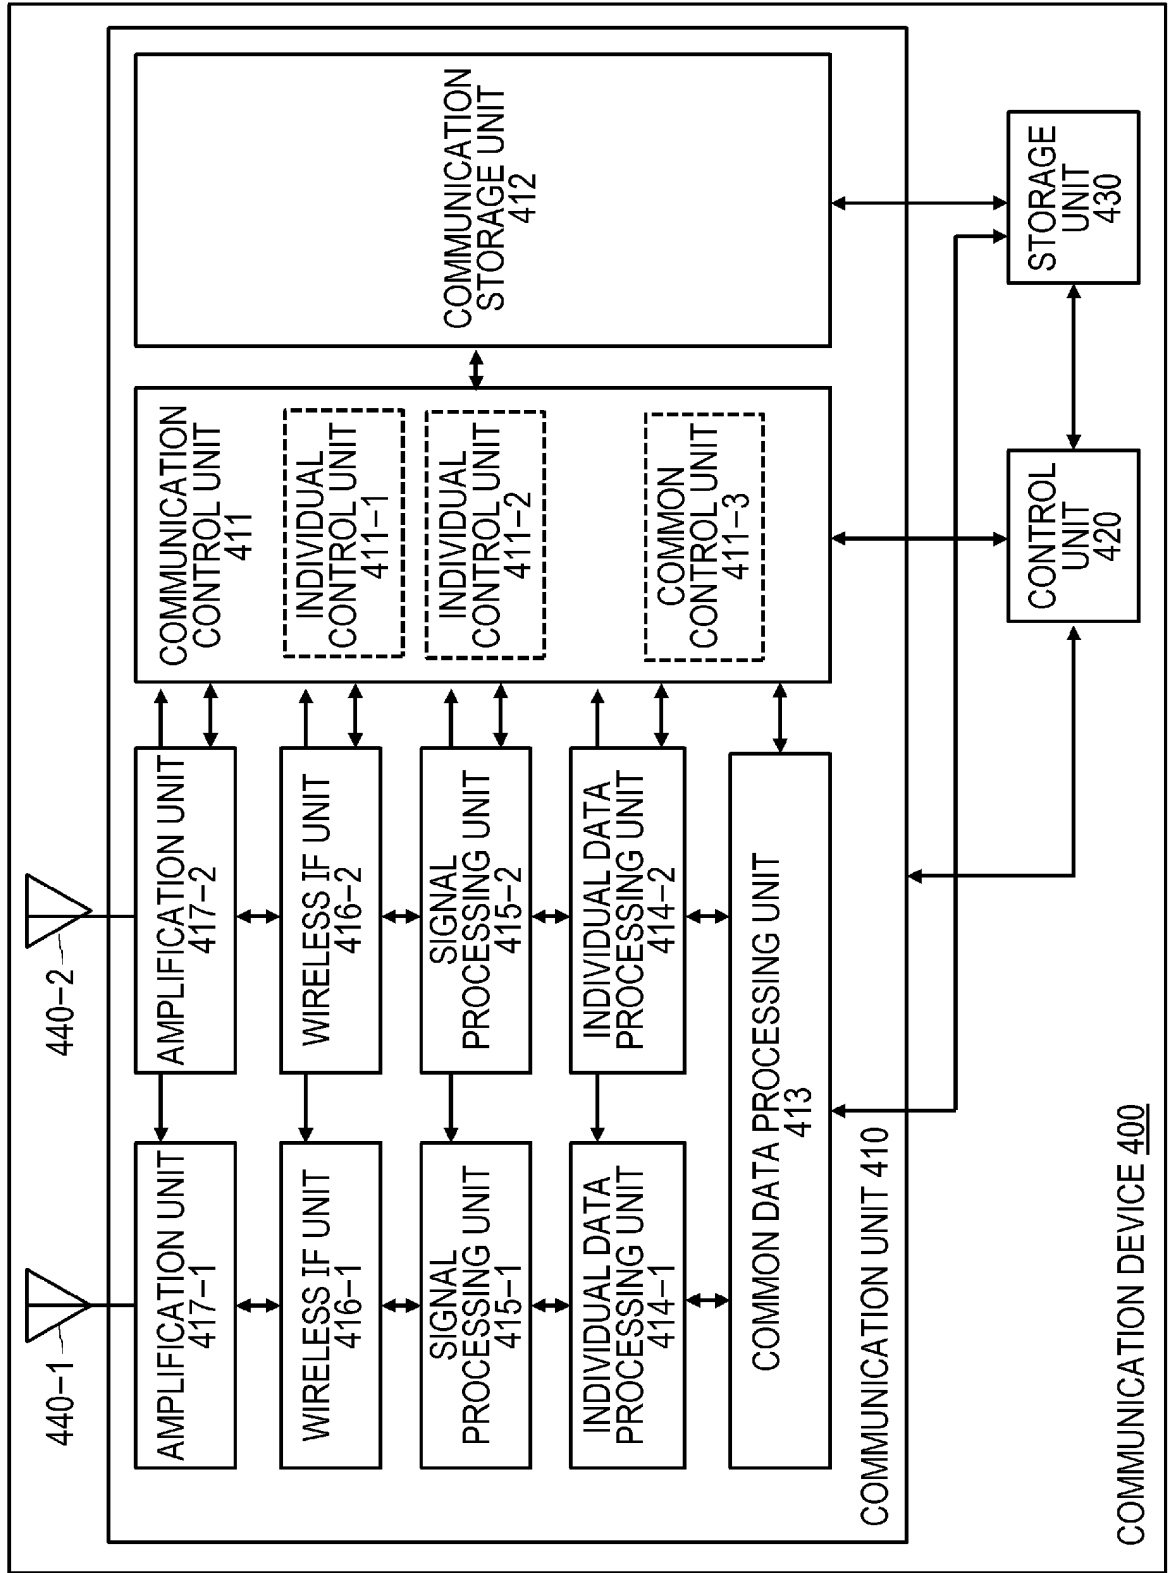 440-1
440-2
AMPLIFICATION UNIT
417-1
AMPLIFICATION UNIT
417-2
COMMUNICATION
CONTROL UNIT
411
COMMUNICATION
STORAGE UNIT
412
WIRELESS IF UNIT
416-1
WIRELESS IF UNIT
416-2
INDIVIDUAL
CONTROL UNIT
411-1
SIGNAL
PROCESSING UNIT
415-1
SIGNAL
PROCESSING UNIT
415-2
INDIVIDUAL
CONTROL UNIT
411-2
INDIVIDUAL DATA
PROCESSING UNIT
414-1
INDIVIDUAL DATA
PROCESSING UNIT
414-2
COMMON
CONTROL UNIT
411-3
COMMON DATA PROCESSING UNIT
413
COMMUNICATION UNIT 410
CONTROL
UNIT
420
STORAGE
UNIT
430
COMMUNICATION DEVICE 400